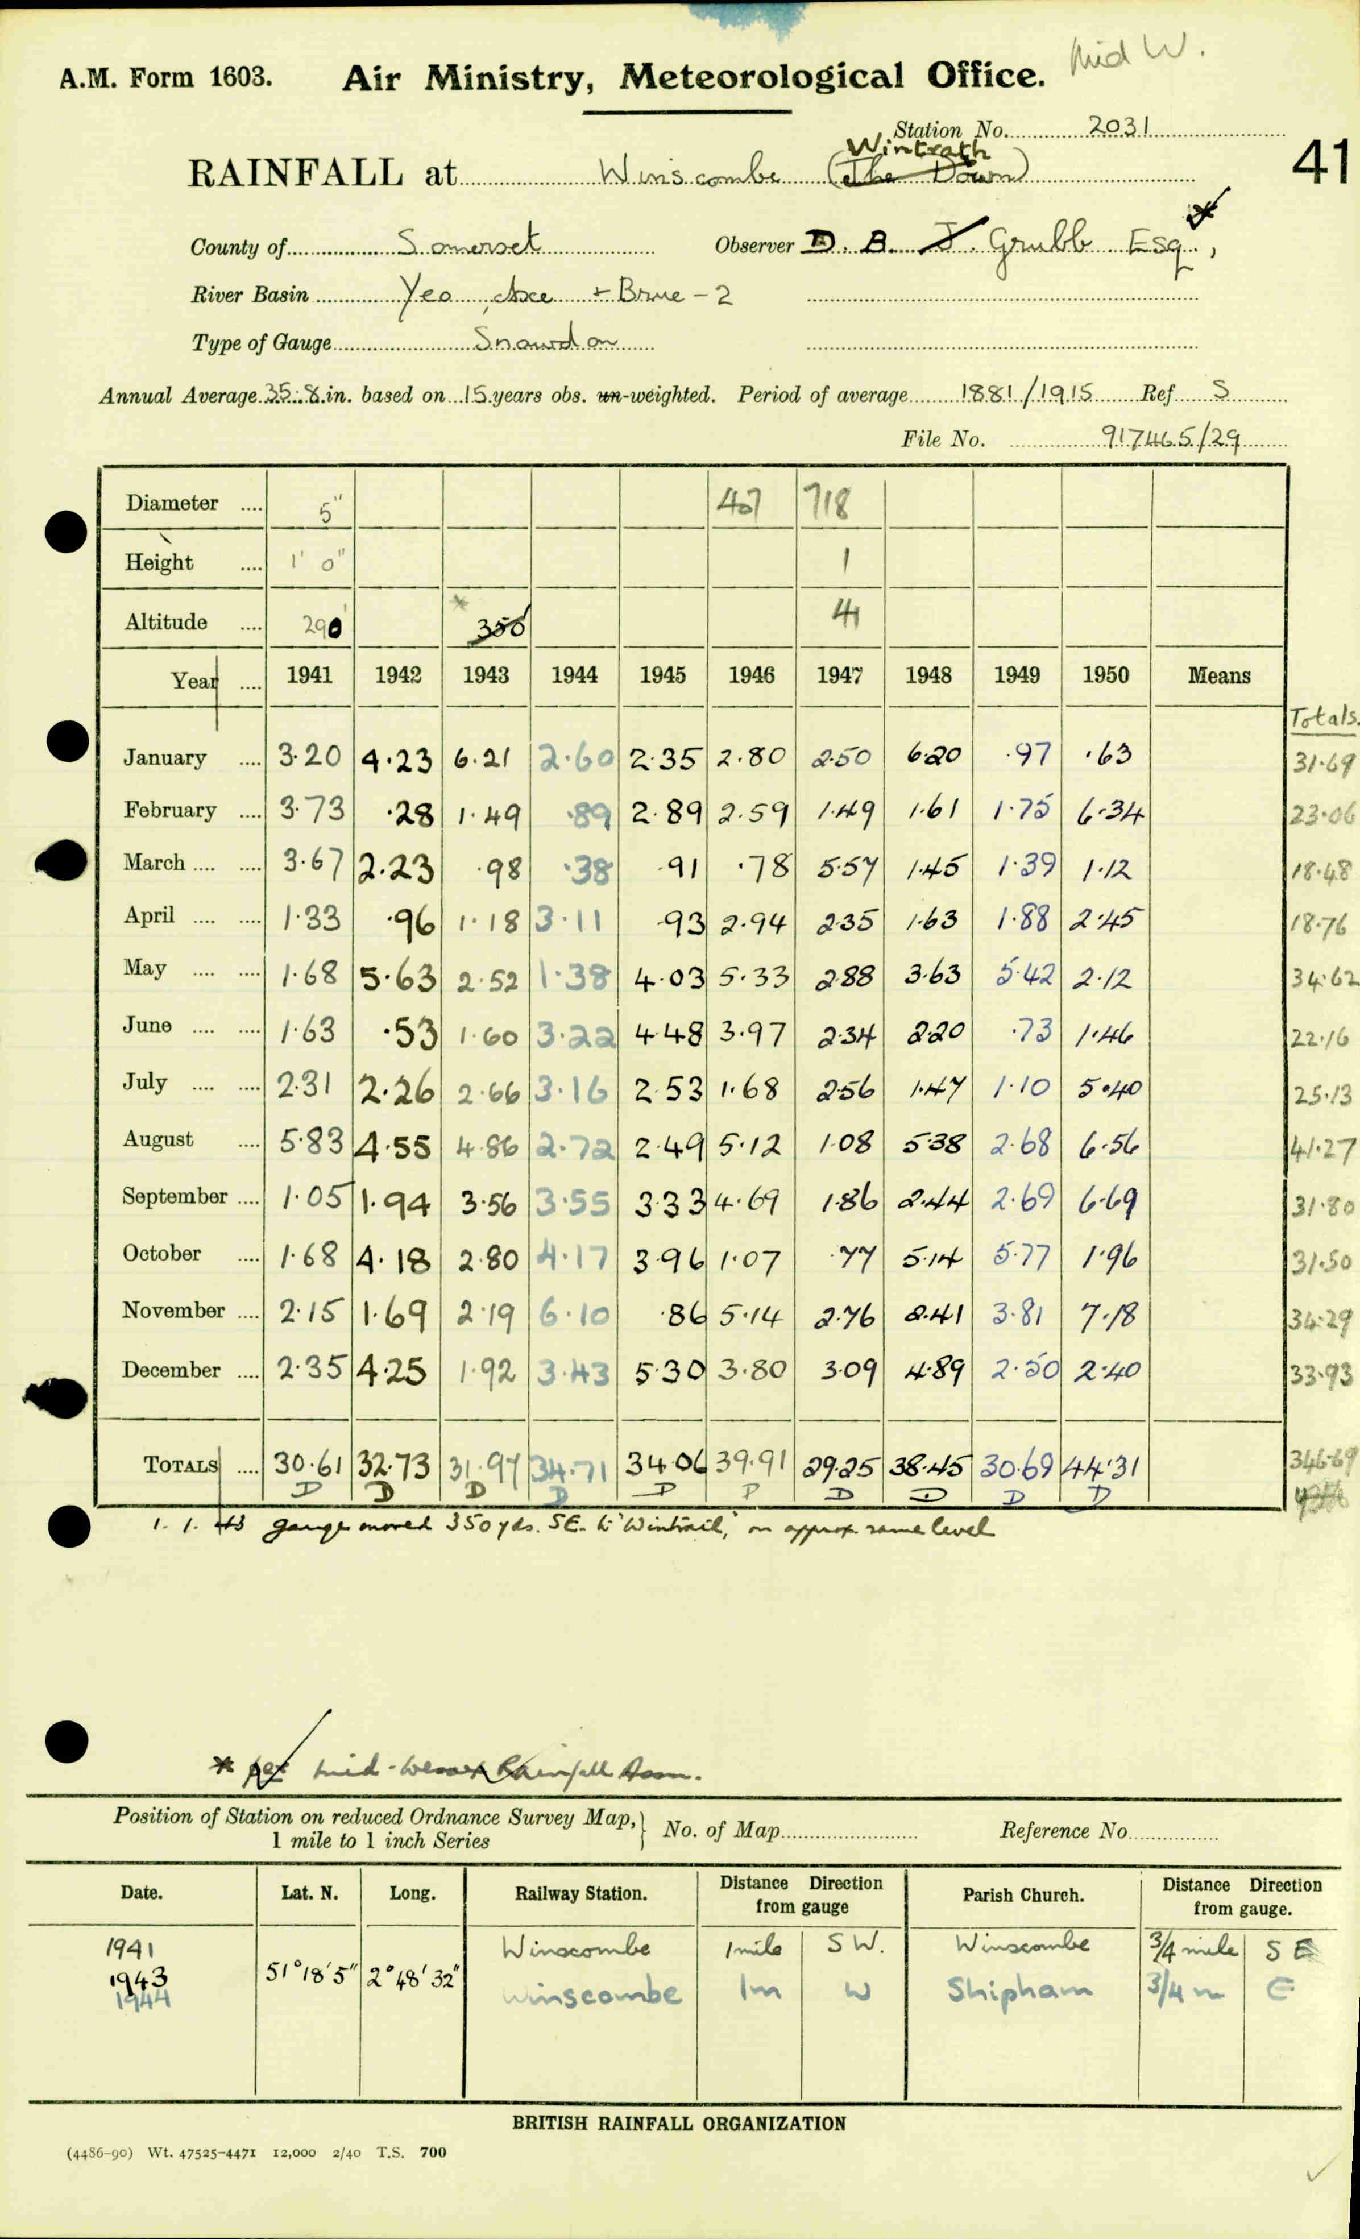 Mid W.
A.M. Form 1603. Air Ministry, Meteorological Office.
Station No. 2031
41
Wintrath
RAINFALL at Winscombe (The Down)
County of Somerset Observer D. B. J. Grubb Esq.,
River Basin Yeo, Axe + Brue - 2
Type of Gauge Snowdon
Annual Average 35.8 in. based on 15 years obs. un-weighted. Period of average 1881/1915 Ref S
File No. 917465/29
Diameter .... 5" 407 718
Height .... 1' 0" 1
Altitude .... 290' * 350' 41
Year .... 1941 1942 1943 1944 1945 1946 1947 1948 1949 1950 Means
Totals.
January .... 3.20 4.23 6.21 2.60 2.35 2.80 2.50 6.20 .97 .63 31.69
February .... 3.73 .28 1.49 .89 2.89 2.59 1.49 1.61 1.75 6.34 23.06
March .... .... 3.67 2.23 .98 .38 .91 .78 5.57 1.45 1.39 1.12 18.48
April .... .... 1.33 .96 1.18 3.11 .93 2.94 2.35 1.63 1.88 2.45 18.76
May .... .... 1.68 5.63 2.52 1.38 4.03 5.33 2.88 3.63 5.42 2.12 34.62
June .... .... 1.63 .53 1.60 3.22 4.48 3.97 2.34 2.20 .73 1.46 22.16
July .... .... 2.31 2.26 2.66 3.16 2.53 1.68 2.56 1.47 1.10 5.40 25.13
August .... 5.83 4.55 4.86 2.72 2.49 5.12 1.08 5.38 2.68 6.56 41.27
September .... 1.05 1.94 3.56 3.55 3.33 4.69 1.86 2.44 2.69 6.69 31.80
October .... 1.68 4.18 2.80 4.17 3.96 1.07 .77 5.14 5.77 1.96 31.50
November .... 2.15 1.69 2.19 6.10 .86 5.14 2.76 2.41 3.81 7.18 34.29
December .... 2.35 4.25 1.92 3.43 5.30 3.80 3.09 4.89 2.50 2.40 33.93
TOTALS .... 30.61 32.73 31.97 34.71 34.06 39.91 29.25 38.45 30.69 44.31 346.69
D D D D D P D D D D
1. 1. 43 gauge moved 350 yds. SE. to 'Wintrail,' on approx same level
* per Mid-Wessex Rainfall Assn.
Position of Station on reduced Ordnance Survey Map,} No. of Map Reference No
1 mile to 1 inch Series
Date. Lat. N. Long. Railway Station. Distance Direction from gauge Parish Church. Distance Direction from gauge.
1941 Winscombe 1 mile S W. Winscombe 3/4 mile S E
1943 51° 18' 5" 2° 48' 32"
1944 Winscombe 1m W Shipham 3/4 m E
BRITISH RAINFALL ORGANIZATION
(4486-90) Wt. 47525-4471 12,000 2/40 T.S. 700